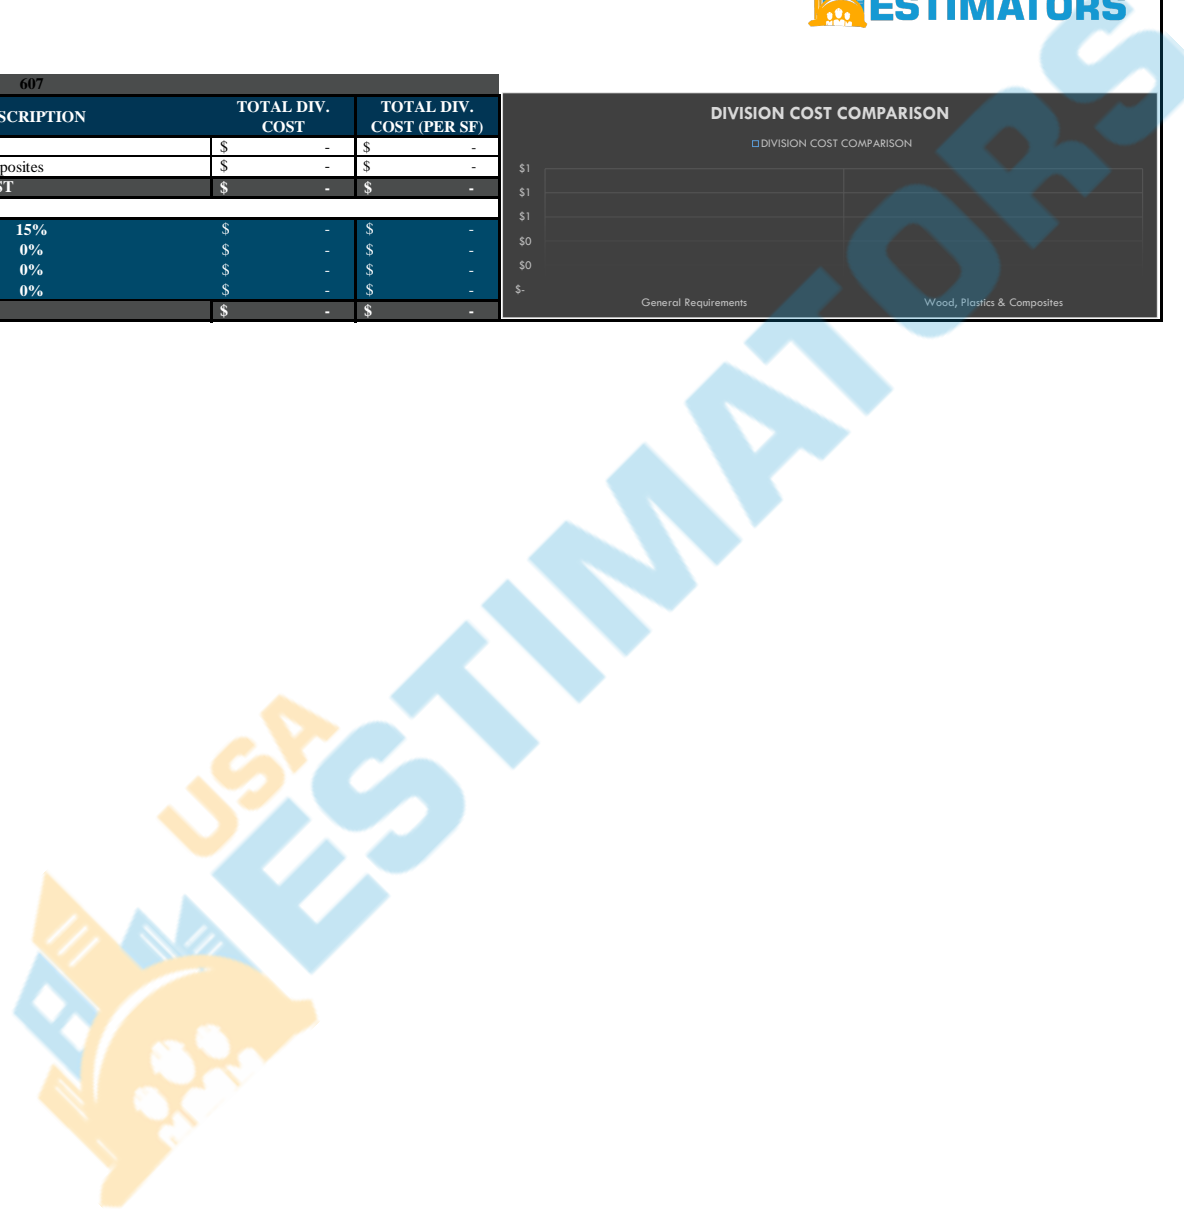 ESTIMATORS
607
SCRIPTION TOTAL DIV. COST TOTAL DIV. COST (PER SF)
$ - $ -
posites $ - $ -
ST $ - $ -
15% $ - $ -
0% $ - $ -
0% $ - $ -
0% $ - $ -
$ - $ -
DIVISION COST COMPARISON
DIVISION COST COMPARISON
$1
$1
$1
$0
$0
$-
General Requirements Wood, Plastics & Composites
USA
ESTIMATORS